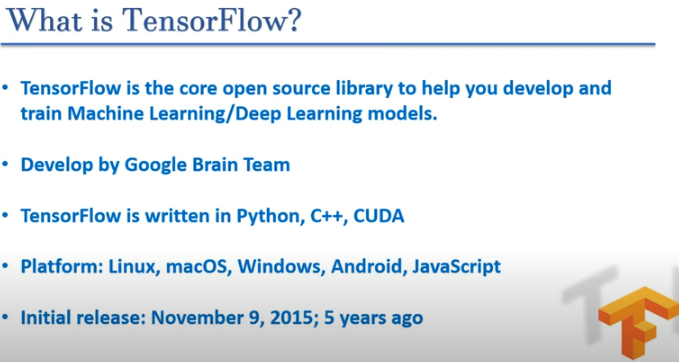 What is TensorFlow?
• TensorFlow is the core open source library to help you develop and
train Machine Learning/Deep Learning models.
• Develop by Google Brain Team
• TensorFlow is written in Python, C++, CUDA
• Platform: Linux, macOS, Windows, Android, JavaScript
• Initial release: November 9, 2015; 5 years ago